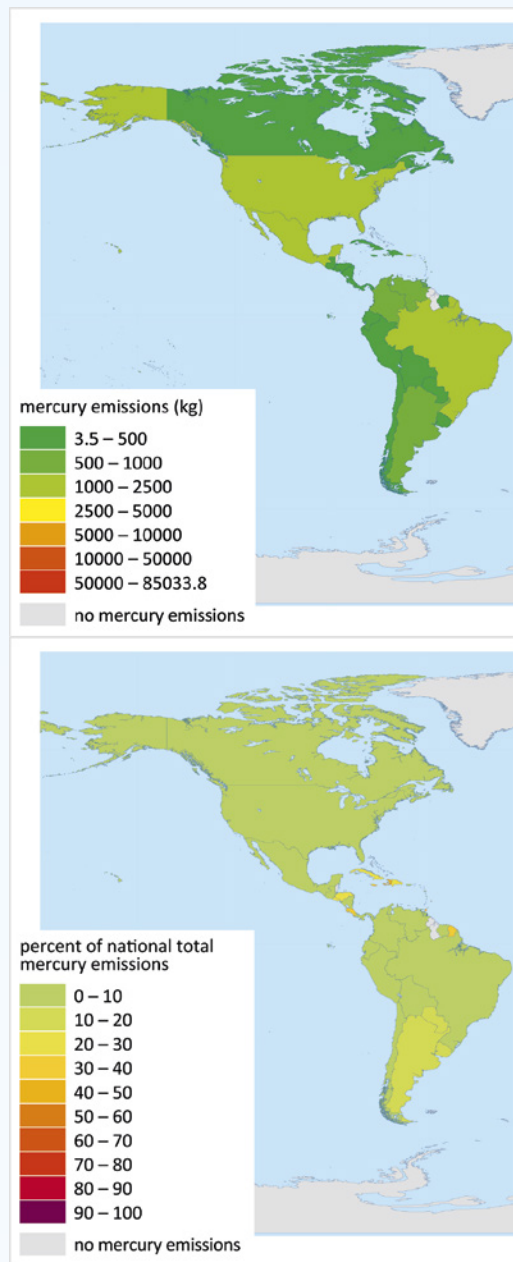 mercury emissions (kg)
3.5 – 500
500 – 1000
1000 – 2500
2500 – 5000
5000 – 10000
10000 – 50000
50000 – 85033.8
no mercury emissions
percent of national total
mercury emissions
0 – 10
10 – 20
20 – 30
30 – 40
40 – 50
50 – 60
60 – 70
70 – 80
80 – 90
90 – 100
no mercury emissions